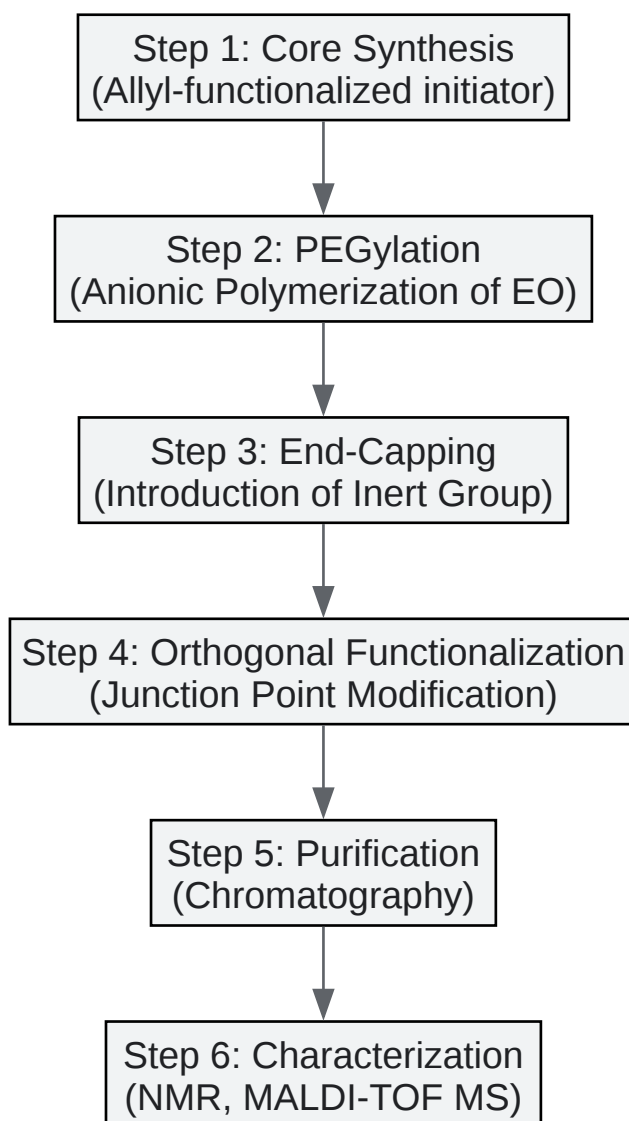 Step 1: Core Synthesis
(Allyl-functionalized initiator)
Step 2: PEGylation
(Anionic Polymerization of EO)
Step 3: End-Capping
(Introduction of Inert Group)
Step 4: Orthogonal Functionalization
(Junction Point Modification)
Step 5: Purification
(Chromatography)
Step 6: Characterization
(NMR, MALDI-TOF MS)